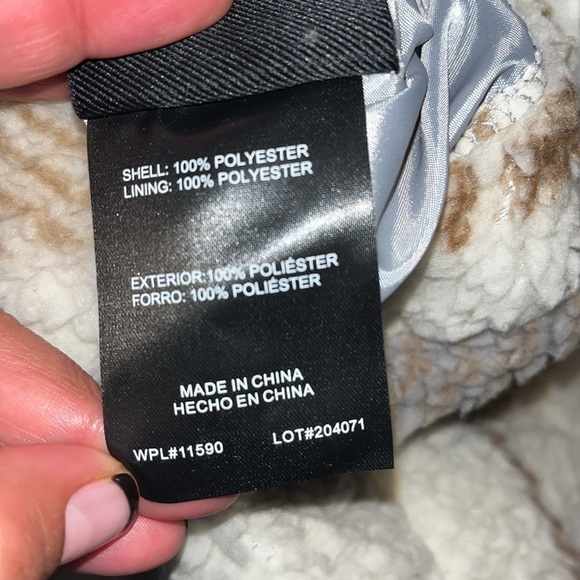 SHELL: 100% POLYESTER
LINING: 100% POLYESTER
EXTERIOR:100% POLIÉSTER
FORRO: 100% POLIÉSTER
MADE IN CHINA
HECHO EN CHINA
WPL#11590 LOT#204071